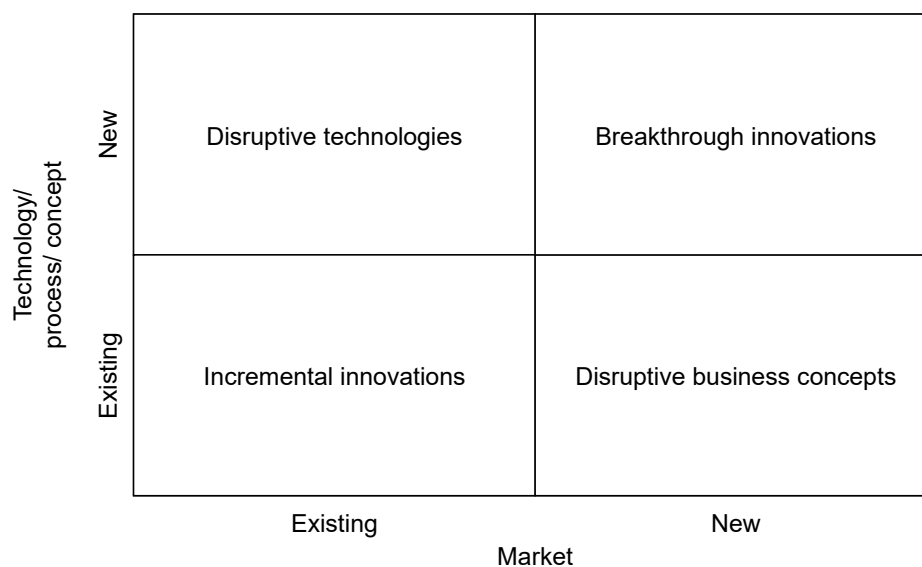 New
Disruptive technologies
Breakthrough innovations
Technology/
process/ concept
Existing
Incremental innovations
Disruptive business concepts
Existing
New
Market